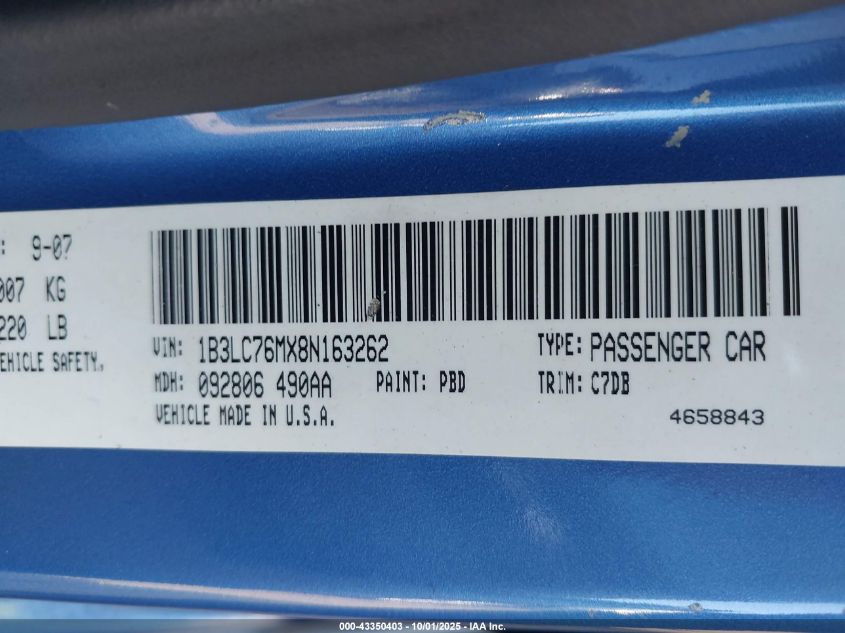 : 9-07
007 KG
220 LB
EHICLE SAFETY.
VIN: 1B3LC76MX8N163262 TYPE: PASSENGER CAR
MDH: 092806 490AA PAINT: PBD TRIM: C7DB
VEHICLE MADE IN U.S.A. 4658843
000-43350403 - 10/01/2025 - IAA Inc.